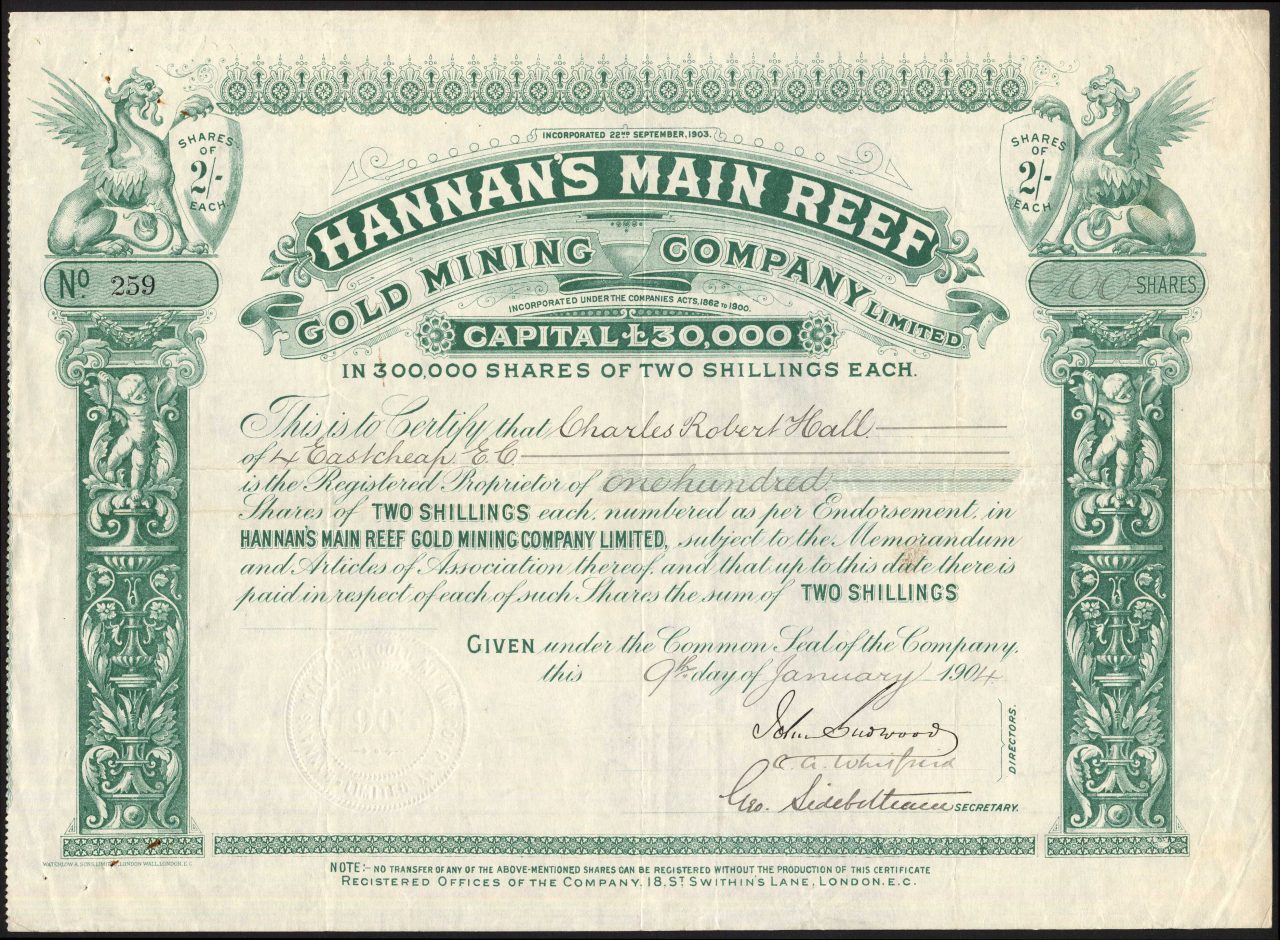 INCORPORATED 22ND SEPTEMBER, 1903.
SHARES OF 2/- EACH
SHARES OF 2/- EACH
HANNAN'S MAIN REEF
GOLD MINING COMPANY LIMITED
INCORPORATED UNDER THE COMPANIES ACTS, 1862 TO 1900.
No. 259
100 SHARES
CAPITAL £30,000
IN 300,000 SHARES OF TWO SHILLINGS EACH.
This is to Certify that Charles Robert Hall
of 4 Eastcheap E.C
is the Registered Proprietor of one hundred
Shares of TWO SHILLINGS each, numbered as per Endorsement, in
HANNAN'S MAIN REEF GOLD MINING COMPANY LIMITED, subject to the Memorandum
and Articles of Association thereof, and that up to this date there is
paid in respect of each of such Shares the sum of TWO SHILLINGS
GIVEN under the Common Seal of the Company,
this 9th day of January 1904
John
C. A.
DIRECTORS.
Geo. SECRETARY.
WATERLOW & SONS, LIMITED, LONDON WALL, LONDON, E.C.
NOTE:- NO TRANSFER OF ANY OF THE ABOVE-MENTIONED SHARES CAN BE REGISTERED WITHOUT THE PRODUCTION OF THIS CERTIFICATE
REGISTERED OFFICES OF THE COMPANY, 18, ST SWITHIN'S LANE, LONDON, E.C.